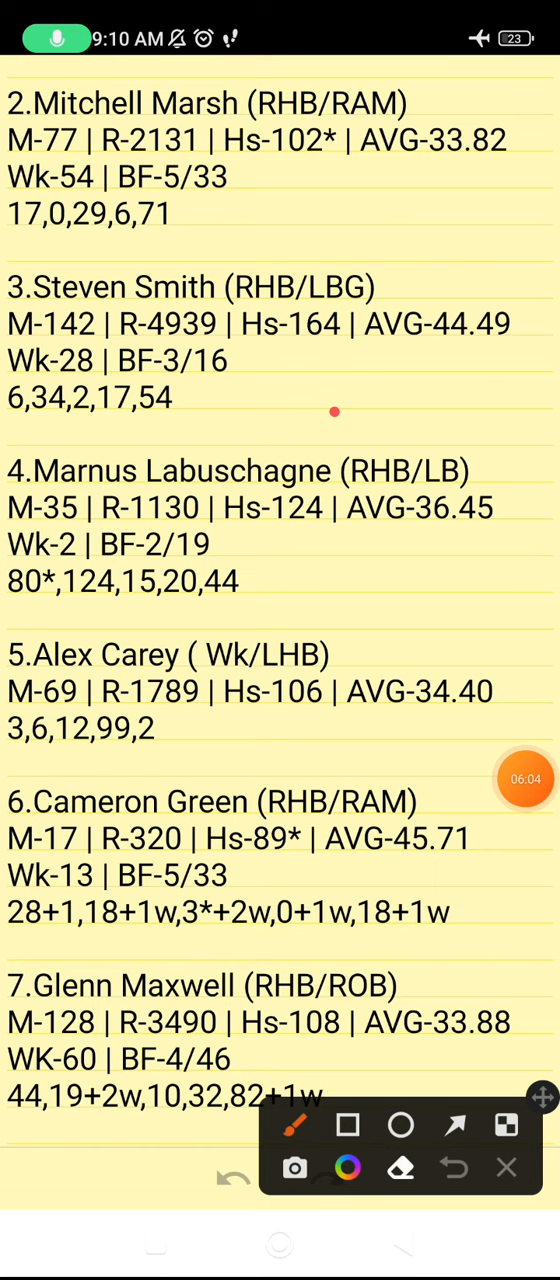 9:10 AM
23
2.Mitchell Marsh (RHB/RAM)
M-77 | R-2131 | Hs-102* | AVG-33.82
Wk-54 | BF-5/33
17,0,29,6,71
3.Steven Smith (RHB/LBG)
M-142 | R-4939 | Hs-164 | AVG-44.49
Wk-28 | BF-3/16
6,34,2,17,54
4.Marnus Labuschagne (RHB/LB)
M-35 | R-1130 | Hs-124 | AVG-36.45
Wk-2 | BF-2/19
80*,124,15,20,44
5.Alex Carey ( Wk/LHB)
M-69 | R-1789 | Hs-106 | AVG-34.40
3,6,12,99,2
06:04
6.Cameron Green (RHB/RAM)
M-17 | R-320 | Hs-89* | AVG-45.71
Wk-13 | BF-5/33
28+1,18+1w,3*+2w,0+1w,18+1w
7.Glenn Maxwell (RHB/ROB)
M-128 | R-3490 | Hs-108 | AVG-33.88
WK-60 | BF-4/46
44,19+2w,10,32,82+1w